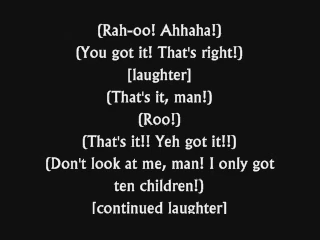 (Rah-oo! Ahhaha!)
(You got it! That's right!)
[laughter]
(That's it, man!)
(Roo!)
(That's it!! Yeh got it!!)
(Don't look at me, man! I only got
ten children!)
[continued laughter]